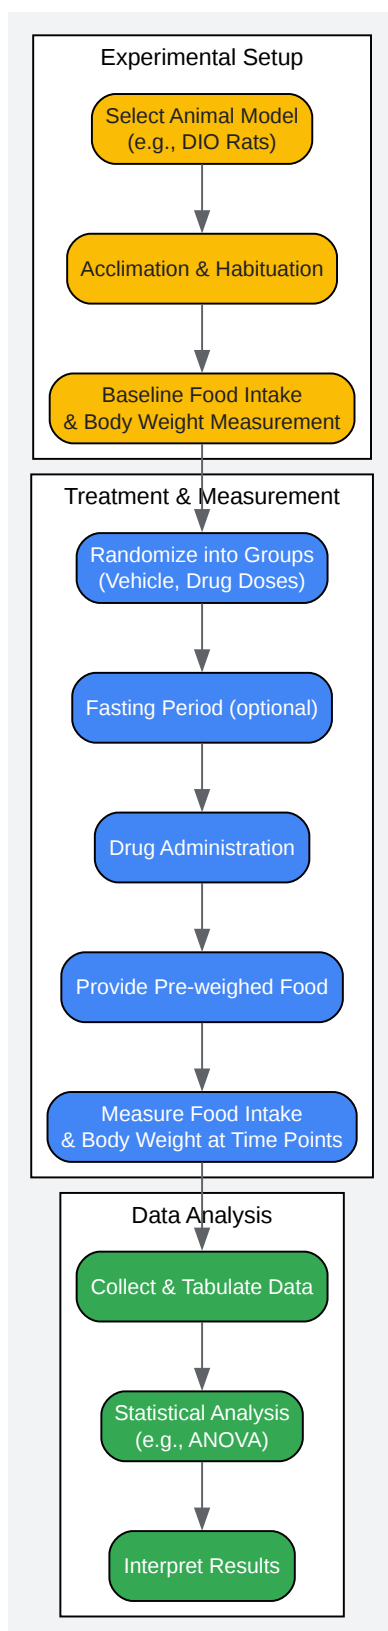 Experimental Setup
Select Animal Model
(e.g., DIO Rats)
Acclimation & Habituation
Baseline Food Intake
& Body Weight Measurement
Treatment & Measurement
Randomize into Groups
(Vehicle, Drug Doses)
Fasting Period (optional)
Drug Administration
Provide Pre-weighed Food
Measure Food Intake
& Body Weight at Time Points
Data Analysis
Collect & Tabulate Data
Statistical Analysis
(e.g., ANOVA)
Interpret Results